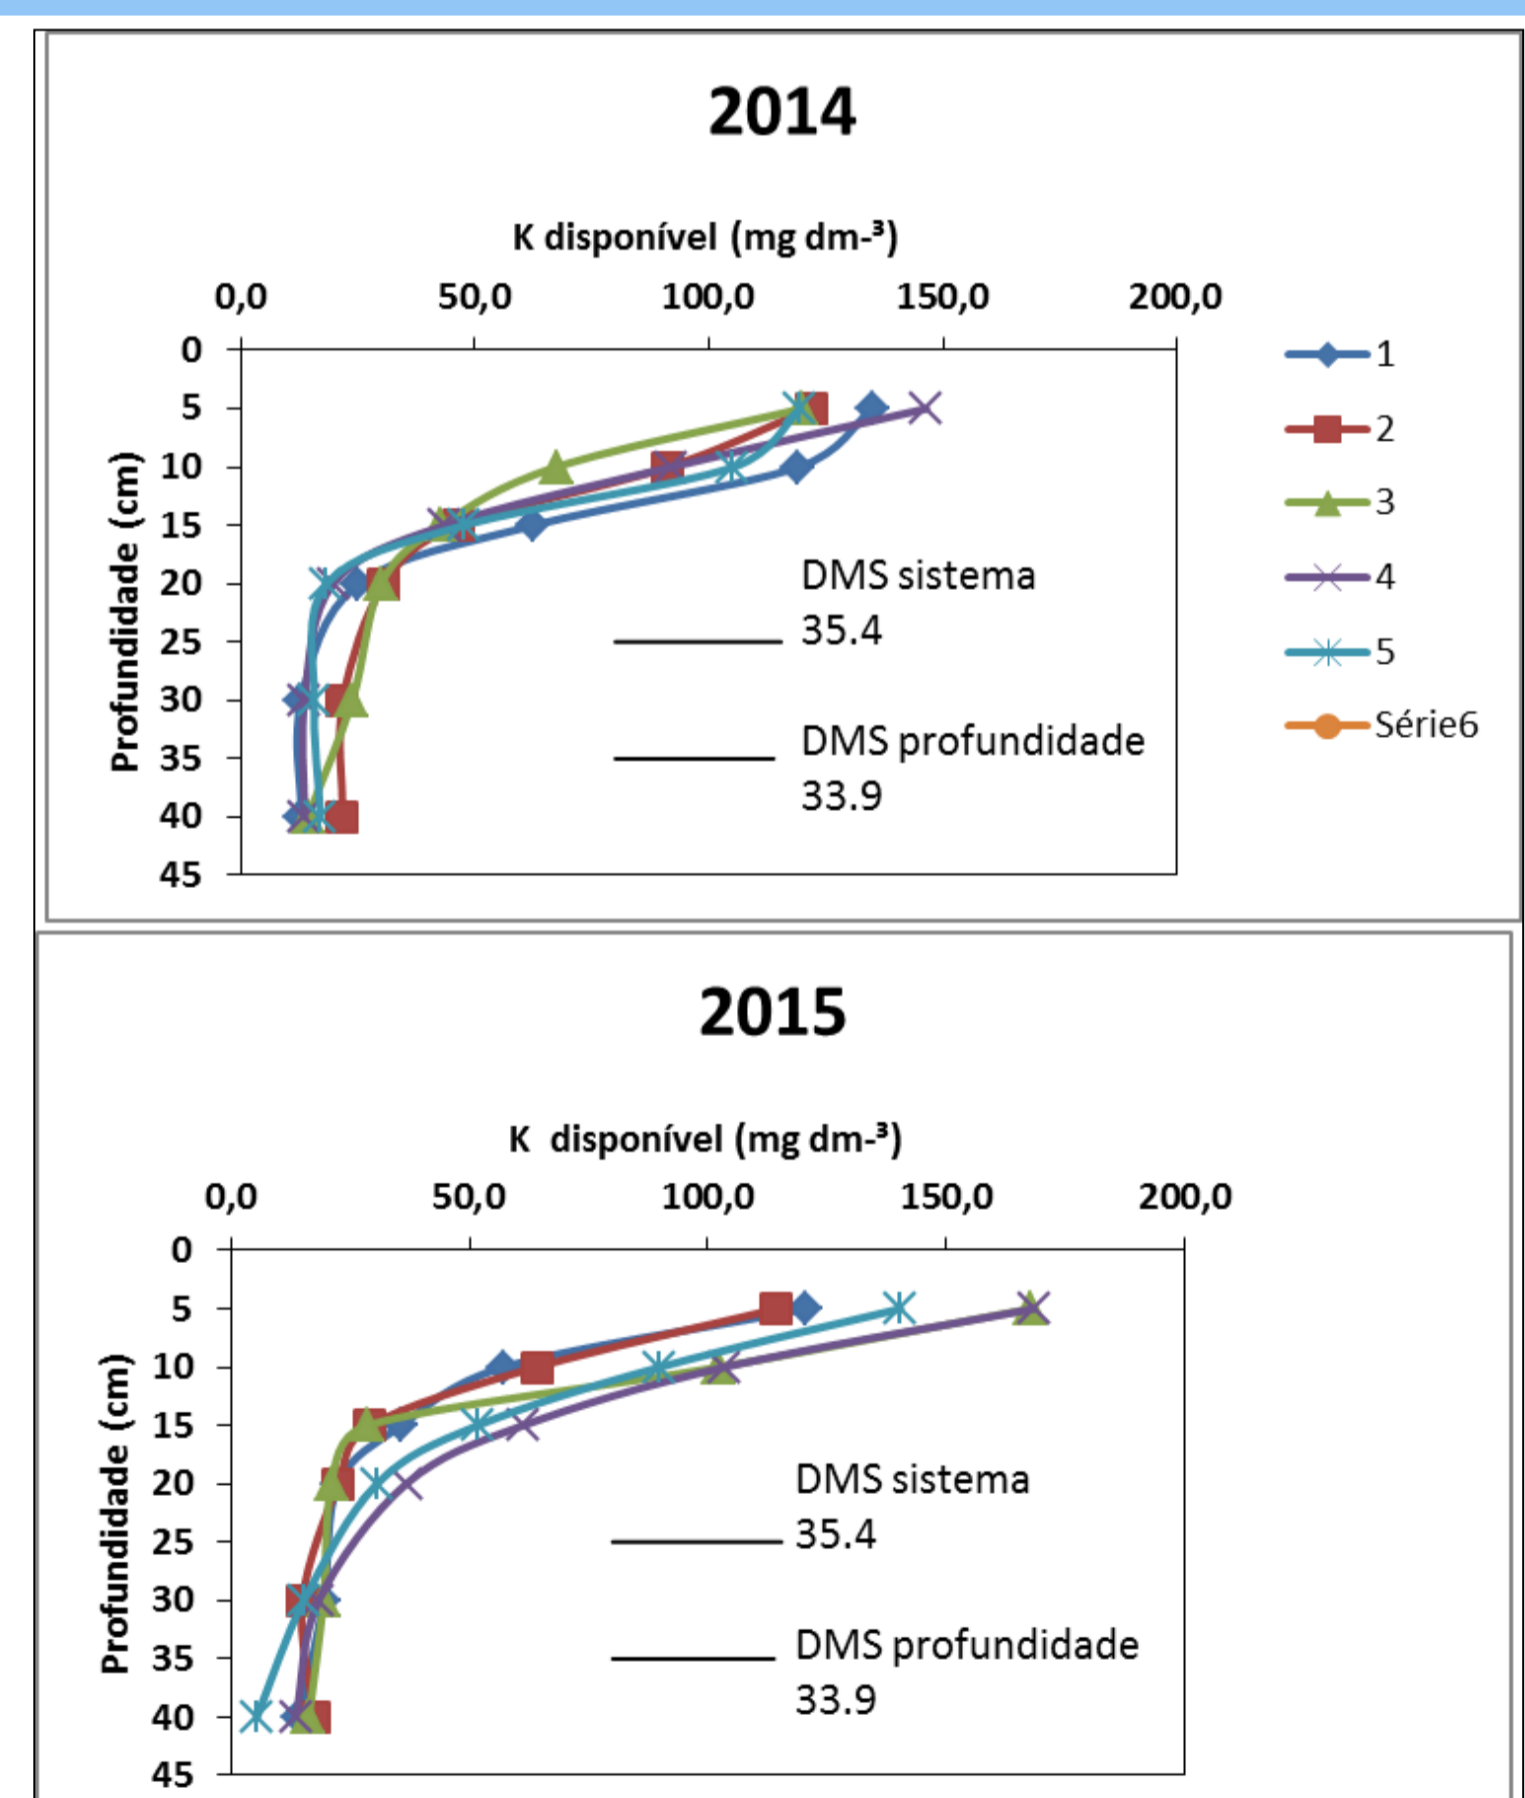 2014
K disponível (mg dm-³)
0,0 50,0 100,0 150,0 200,0
Profundidade (cm)
0
5
10
15
20
25
30
35
40
45
DMS sistema
35.4
DMS profundidade
33.9
1
2
3
4
5
Série6
2015
K disponível (mg dm-³)
0,0 50,0 100,0 150,0 200,0
Profundidade (cm)
0
5
10
15
20
25
30
35
40
45
DMS sistema
35.4
DMS profundidade
33.9